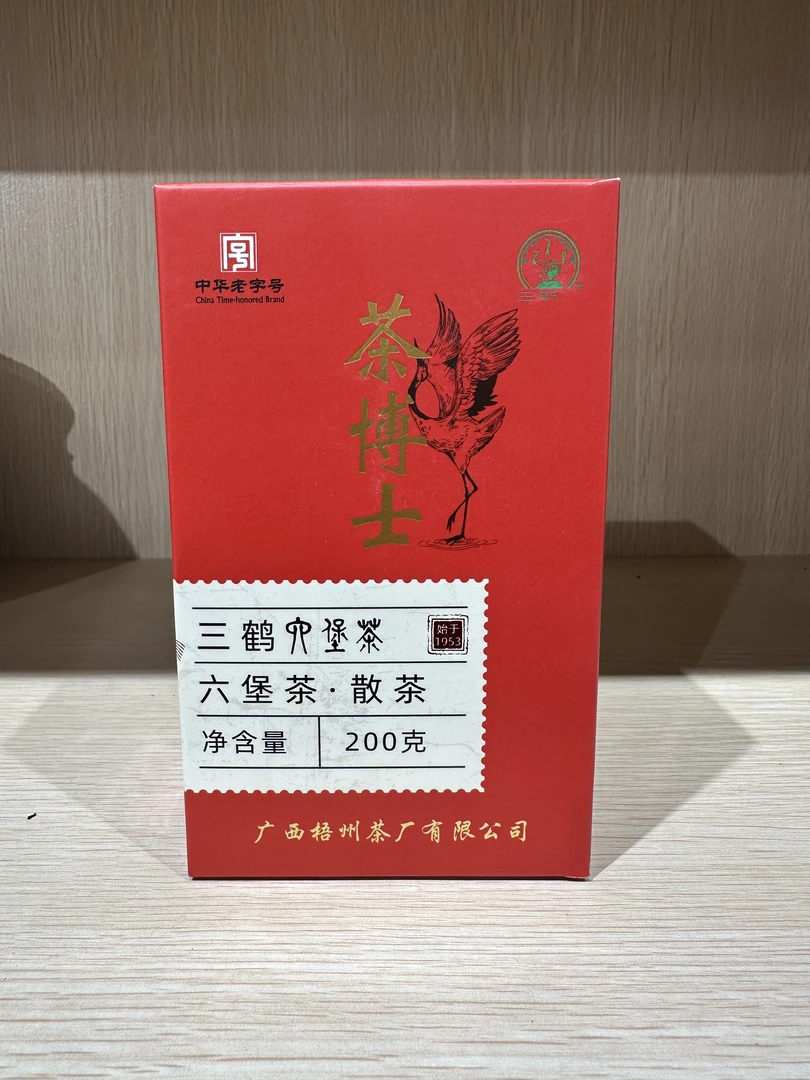 中华老字号
China Time-honored Brand
三鹤
茶博士
三鹤六堡茶
始于
1953
六堡茶·散茶
净含量
200克
广西梧州茶厂有限公司